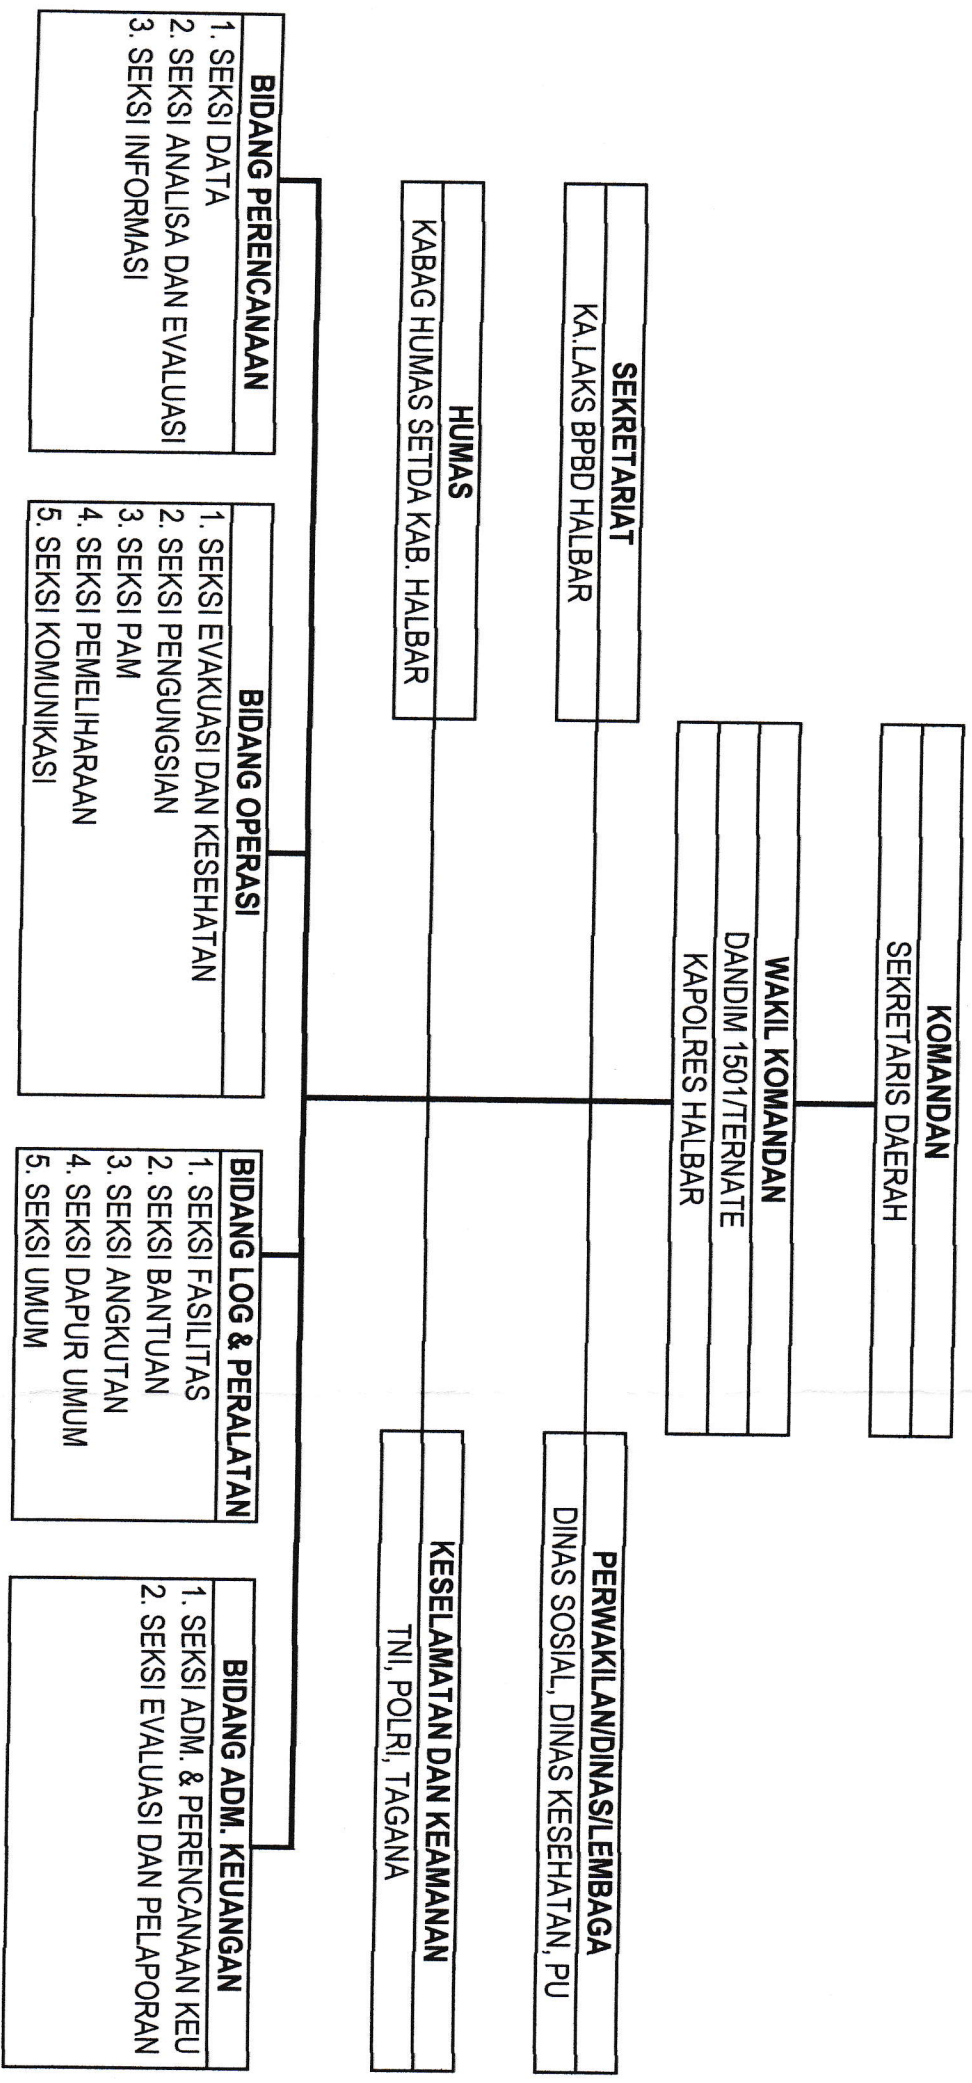 KOMANDAN
SEKRETARIS DAERAH
WAKIL KOMANDAN
DANDIM 1501/TERNATE
KAPOLRES HALBAR
SEKRETARIAT
KA.LAKS BPBD HALBAR
PERWAKILAN/DINAS/LEMBAGA
DINAS SOSIAL, DINAS KESEHATAN, PU
HUMAS
KABAG HUMAS SETDA KAB. HALBAR
KESELAMATAN DAN KEAMANAN
TNI, POLRI, TAGANA
BIDANG PERENCANAAN
1. SEKSI DATA
2. SEKSI ANALISA DAN EVALUASI
3. SEKSI INFORMASI
BIDANG OPERASI
1. SEKSI EVAKUASI DAN KESEHATAN
2. SEKSI PENGUNGSIAN
3. SEKSI PAM
4. SEKSI PEMELIHARAAN
5. SEKSI KOMUNIKASI
BIDANG LOG & PERALATAN
1. SEKSI FASILITAS
2. SEKSI BANTUAN
3. SEKSI ANGKUTAN
4. SEKSI DAPUR UMUM
5. SEKSI UMUM
BIDANG ADM. KEUANGAN
1. SEKSI ADM. & PERENCANAAN KEU
2. SEKSI EVALUASI DAN PELAPORAN